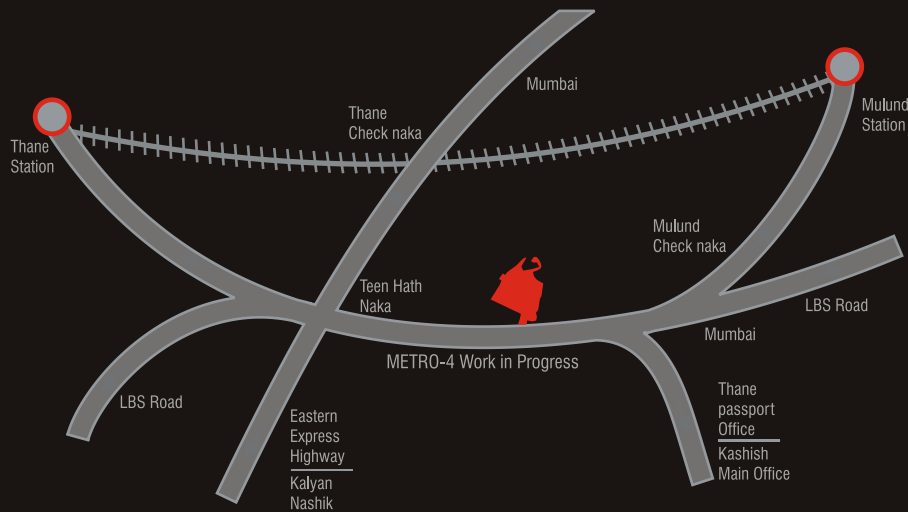 Mumbai
Thane
Check naka
Mulund
Station
Thane
Station
Mulund
Check naka
Teen Hath
Naka
LBS Road
Mumbai
METRO-4 Work in Progress
LBS Road
Thane
passport
Office
Kashish
Main Office
Eastern
Express
Highway
Kalyan
Nashik